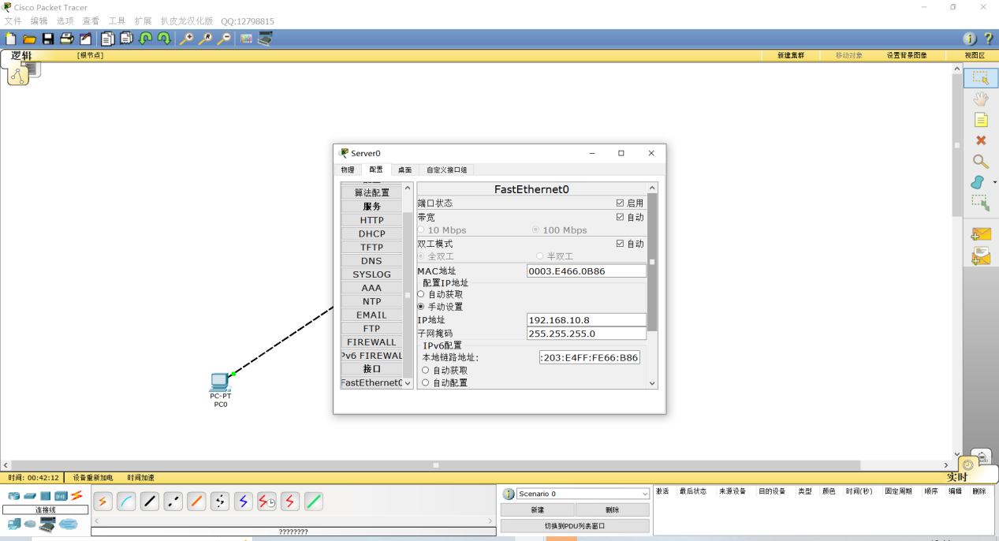 Cisco Packet Tracer
文件 编辑 选项 查看 工具 扩展 扒皮龙汉化版 QQ:12798815
逻辑 [根节点] 新建集群 移动对象 设置背景图像 视图区
Server0
物理 配置 桌面 自定义接口组
算法配置
服务
HTTP
DHCP
TFTP
DNS
SYSLOG
AAA
NTP
EMAIL
FTP
FIREWALL
Pv6 FIREWAL
接口
FastEthernet0
FastEthernet0
端口状态 启用
带宽 自动
10 Mbps 100 Mbps
双工模式 自动
全双工 半双工
MAC地址 0003.E466.0B86
配置IP地址
自动获取
手动设置
IP地址 192.168.10.8
子网掩码 255.255.255.0
IPv6配置
本地链路地址: :203:E4FF:FE66:B86
自动获取
自动配置
PC-PT
PC0
时间: 00:42:12 设备重新加电 时间加速 实时
连接线
????????
Scenario 0
新建 删除
切换到PDU列表窗口
激活 最后状态 来源设备 目的设备 类型 颜色 时间(秒) 固定周期 顺序 编辑 删除